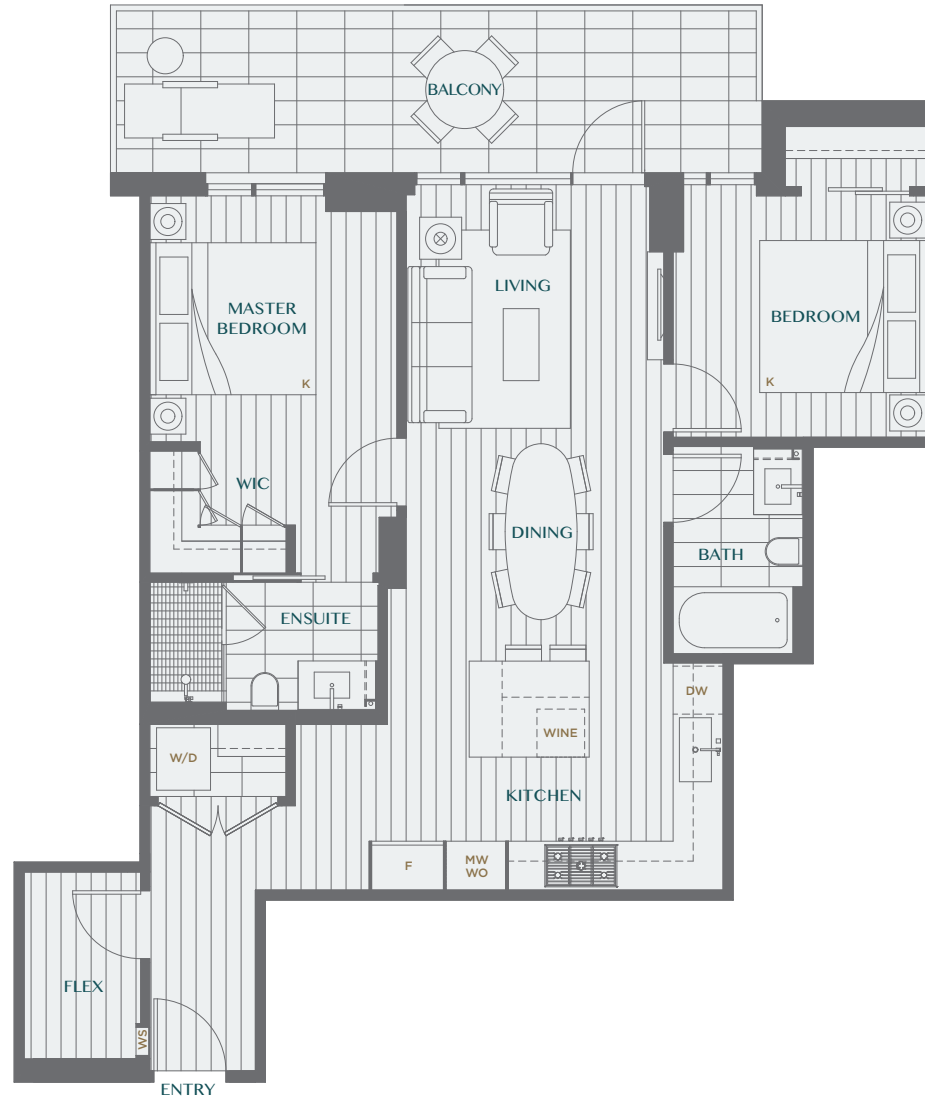 BALCONY
LIVING
MASTER
BEDROOM
BEDROOM
K
K
WIC
DINING
BATH
ENSUITE
DW
WINE
W/D
KITCHEN
F
MW
WO
FLEX
WS
ENTRY